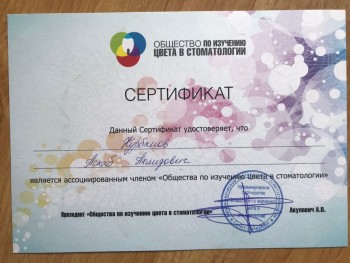 ОБЩЕСТВО ПО ИЗУЧЕНИЮ
ЦВЕТА В СТОМАТОЛОГИИ
СЕРТИФИКАТ
Данный Сертификат удостоверяет, что
является ассоциированным членом «Общества по изучению цвета в стоматологии»
Президент «Общества по изучению цвета в стоматологии» Акулович А.В.